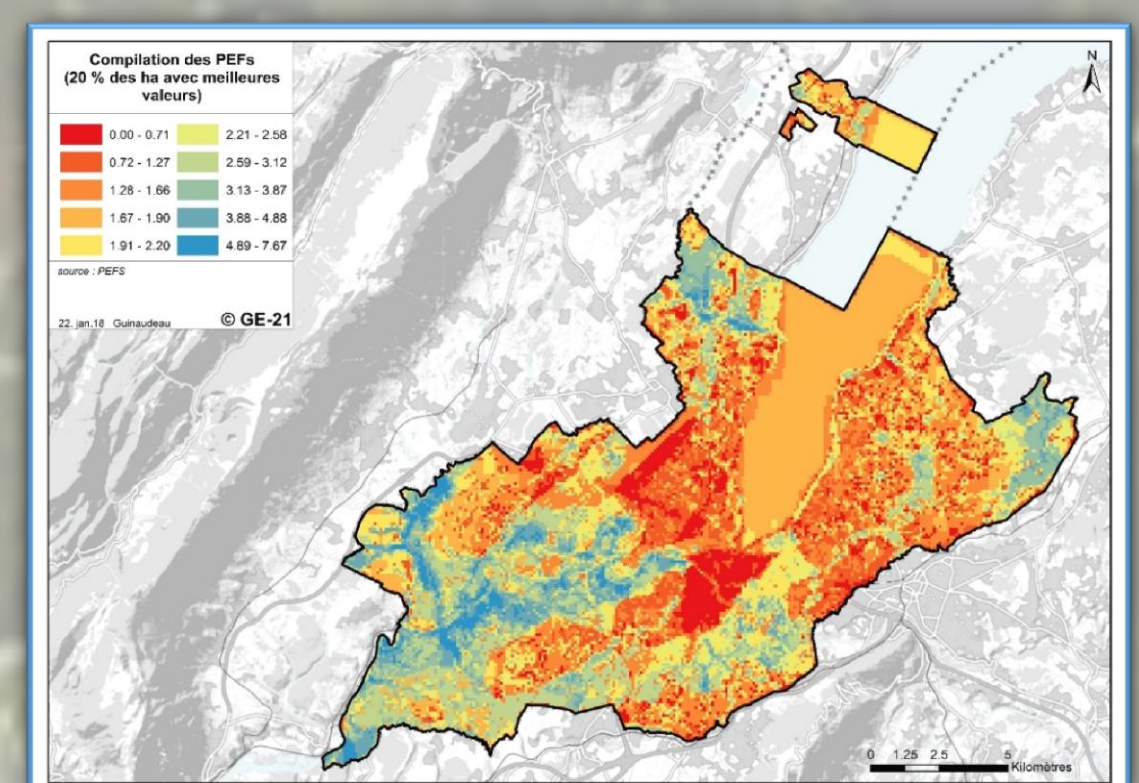 Compilation des PEFs
(20 % des ha avec meilleures
valeurs)
0.00 - 0.71
2.21 - 2.58
0.72 - 1.27
2.59 - 3.12
1.28 - 1.66
3.13 - 3.87
1.67 - 1.90
3.88 - 4.88
1.91 - 2.20
4.89 - 7.67
source : PEFS
22. jan.18 Guinaudeau
© GE-21
N
0 1.25 2.5 5
Kilomètres